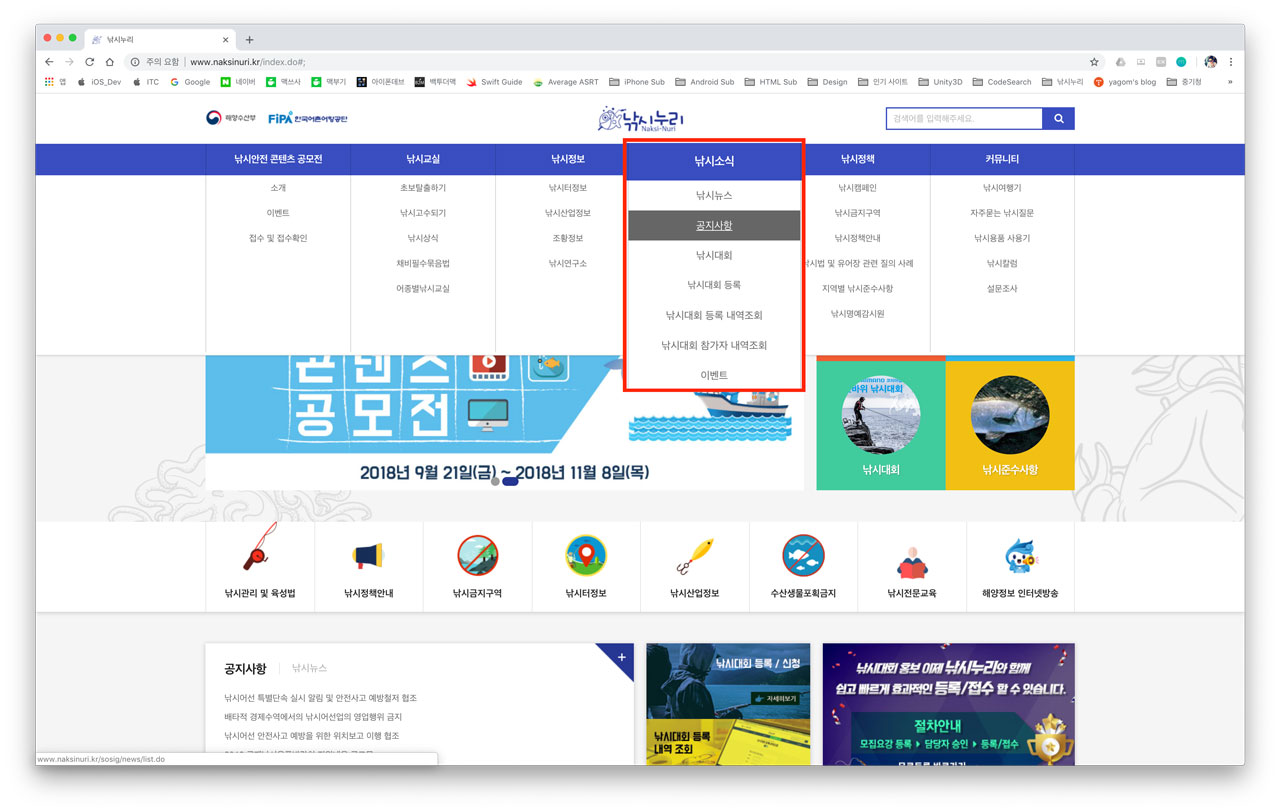 낚시누리
주의 요함 | www.naksinuri.kr/index.do#;
앱 iOS_Dev ITC Google 네이버 맥쓰사 맥부기 아이폰데브 백투더맥 Swift Guide Average ASRT iPhone Sub Android Sub HTML Sub Design 인기 사이트 Unity3D CodeSearch 낚시누리 yagom's blog 중기청 »
해양수산부 FiPA 한국어촌어항공단 낚시누리 Naksi-Nuri 검색어를 입력해주세요.
낚시안전 콘텐츠 공모전 낚시교실 낚시정보 낚시소식 낚시정책 커뮤니티
소개
이벤트
접수 및 접수확인
초보탈출하기
낚시고수되기
낚시상식
채비필수묶음법
어종별낚시교실
낚시터정보
낚시산업정보
조황정보
낚시연구소
낚시뉴스
공지사항
낚시대회
낚시대회 등록
낚시대회 등록 내역조회
낚시대회 참가자 내역조회
이벤트
낚시캠페인
낚시금지구역
낚시정책안내
낚시법 및 유어장 관련 질의 사례
지역별 낚시준수사항
낚시명예감시원
낚시여행기
자주묻는 낚시질문
낚시용품 사용기
낚시칼럼
설문조사
콘텐츠
공모전
2018년 9월 21일(금) ~ 2018년 11월 8일(목)
바위 낚시대회
낚시대회 낚시준수사항
낚시관리 및 육성법 낚시정책안내 낚시금지구역 낚시터정보 낚시산업정보 수산생물포획금지 낚시전문교육 해양정보 인터넷방송
공지사항 낚시뉴스 +
낚시어선 특별단속 실시 알림 및 안전사고 예방철저 협조
배타적 경제수역에서의 낚시어선업의 영업행위 금지
낚시어선 안전사고 예방을 위한 위치보고 이행 협조
낚시대회 등록 / 신청
자세히보기
낚시대회 등록
내역 조회
낚시대회 홍보 이제 낚시누리와 함께
쉽고 빠르게 효과적인 등록/접수 할 수 있습니다.
절차안내
모집요강 등록 ▶ 담당자 승인 ▶ 등록/접수
www.naksinuri.kr/sosig/news/list.do